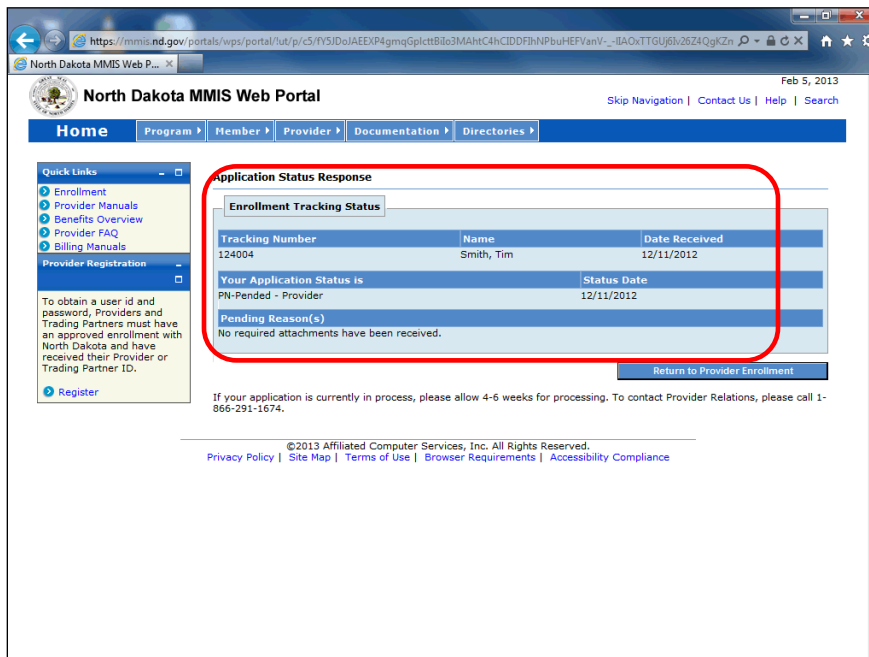 https://mmis.nd.gov/portals/wps/portal/!ut/p/c5/
North Dakota MMIS Web P...
Feb 5, 2013
North Dakota MMIS Web Portal
Skip Navigation | Contact Us | Help | Search
Home Program Member Provider Documentation Directories
Quick Links
Enrollment
Provider Manuals
Benefits Overview
Provider FAQ
Billing Manuals
Provider Registration
To obtain a user id and
password, Providers and
Trading Partners must have
an approved enrollment with
North Dakota and have
received their Provider or
Trading Partner ID.
Register
Application Status Response
Enrollment Tracking Status
Tracking Number Name Date Received
124004 Smith, Tim 12/11/2012
Your Application Status is Status Date
PN-Pended - Provider 12/11/2012
Pending Reason(s)
No required attachments have been received.
Return to Provider Enrollment
If your application is currently in process, please allow 4-6 weeks for processing. To contact Provider Relations, please call 1-
866-291-1674.
©2013 Affiliated Computer Services, Inc. All Rights Reserved.
Privacy Policy | Site Map | Terms of Use | Browser Requirements | Accessibility Compliance